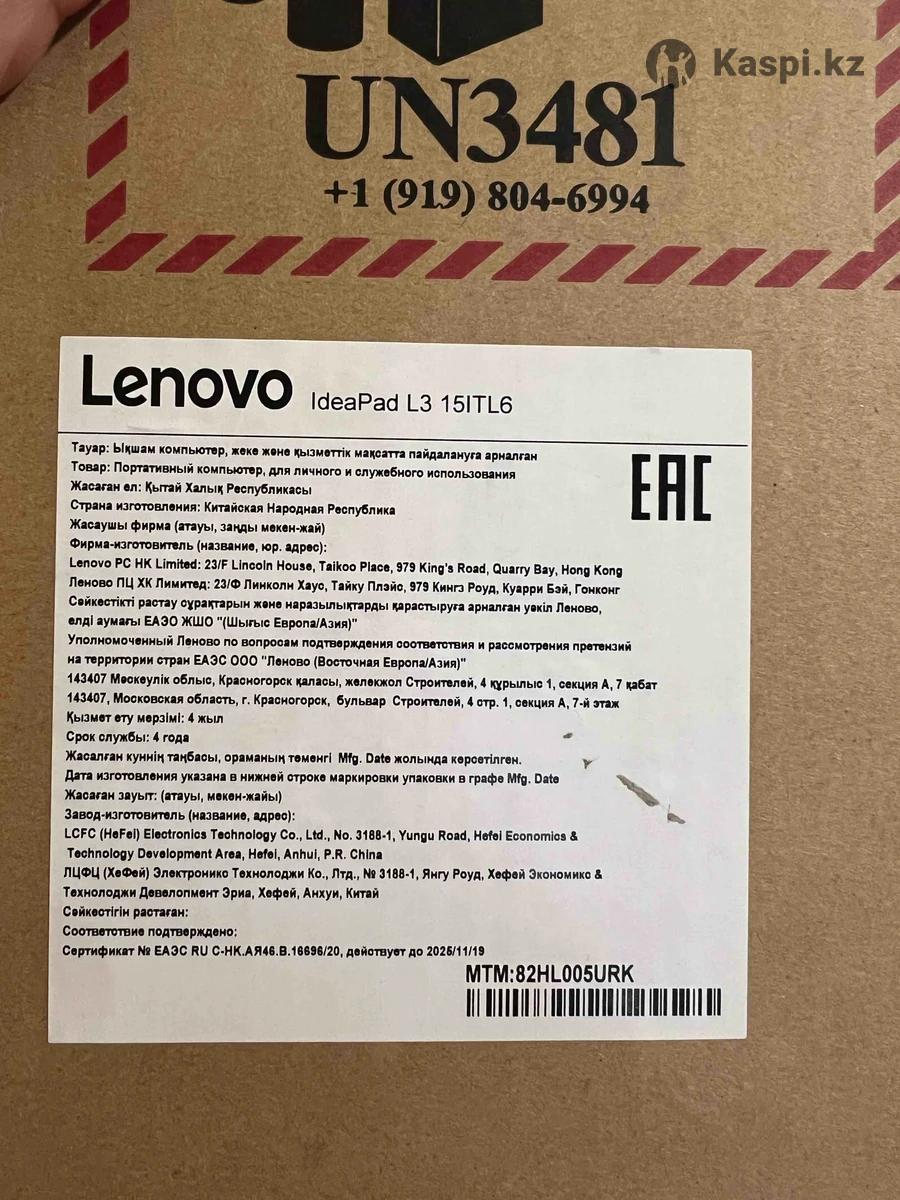 Kaspi.kz
UN3481
+1 (919) 804-6994
Lenovo IdeaPad L3 15ITL6
EAC
Тауар: Ықшам компьютер, жеке және қызметтік мақсатта пайдалануға арналған
Товар: Портативный компьютер, для личного и служебного использования
Жасаған ел: Қытай Халық Республикасы
Страна изготовления: Китайская Народная Республика
Жасаушы фирма (атауы, заңды мекен-жай)
Фирма-изготовитель (название, юр. адрес):
Lenovo PC HK Limited: 23/F Lincoln House, Taikoo Place, 979 King's Road, Quarry Bay, Hong Kong
Леново ПЦ ХК Лимитед: 23/Ф Линколн Хаус, Тайку Плэйс, 979 Кингз Роуд, Куарри Бэй, Гонконг
Сәйкестікті растау сұрақтарын және наразылықтарды қарастыруға арналған уәкіл Леново,
елді аумағы ЕАЭО ЖШО "(Шығыс Европа/Азия)"
Уполномоченный Леново по вопросам подтверждения соответствия и рассмотрения претензий
на территории стран ЕАЭС ООО "Леново (Восточная Европа/Азия)"
143407 Мәскеулік облыс, Красногорск қаласы, желекжол Строителей, 4 құрылыс 1, секция А, 7 қабат
143407, Московская область, г. Красногорск, бульвар Строителей, 4 стр. 1, секция А, 7-й этаж
Қызмет ету мерзімі: 4 жыл
Срок службы: 4 года
Жасалған күннің таңбасы, ораманың төменгі Mfg. Date жолында көрсетілген.
Дата изготовления указана в нижней строке маркировки упаковки в графе Mfg. Date
Жасаған зауыт: (атауы, мекен-жайы)
Завод-изготовитель (название, адрес):
LCFC (HeFei) Electronics Technology Co., Ltd., No. 3188-1, Yungu Road, Hefei Economics &
Technology Development Area, Hefei, Anhui, P.R. China
ЛЦФЦ (ХеФей) Электроникс Технолоджи Ко., Лтд., № 3188-1, Янгу Роуд, Хефей Экономикс &
Технолоджи Девелопмент Эриа, Хефей, Анхуи, Китай
Сәйкестігін растаған:
Соответствие подтверждено:
Сертификат № ЕАЭС RU С-НК.АЯ46.В.16696/20, действует до 2025/11/19
MTM:82HL005URK